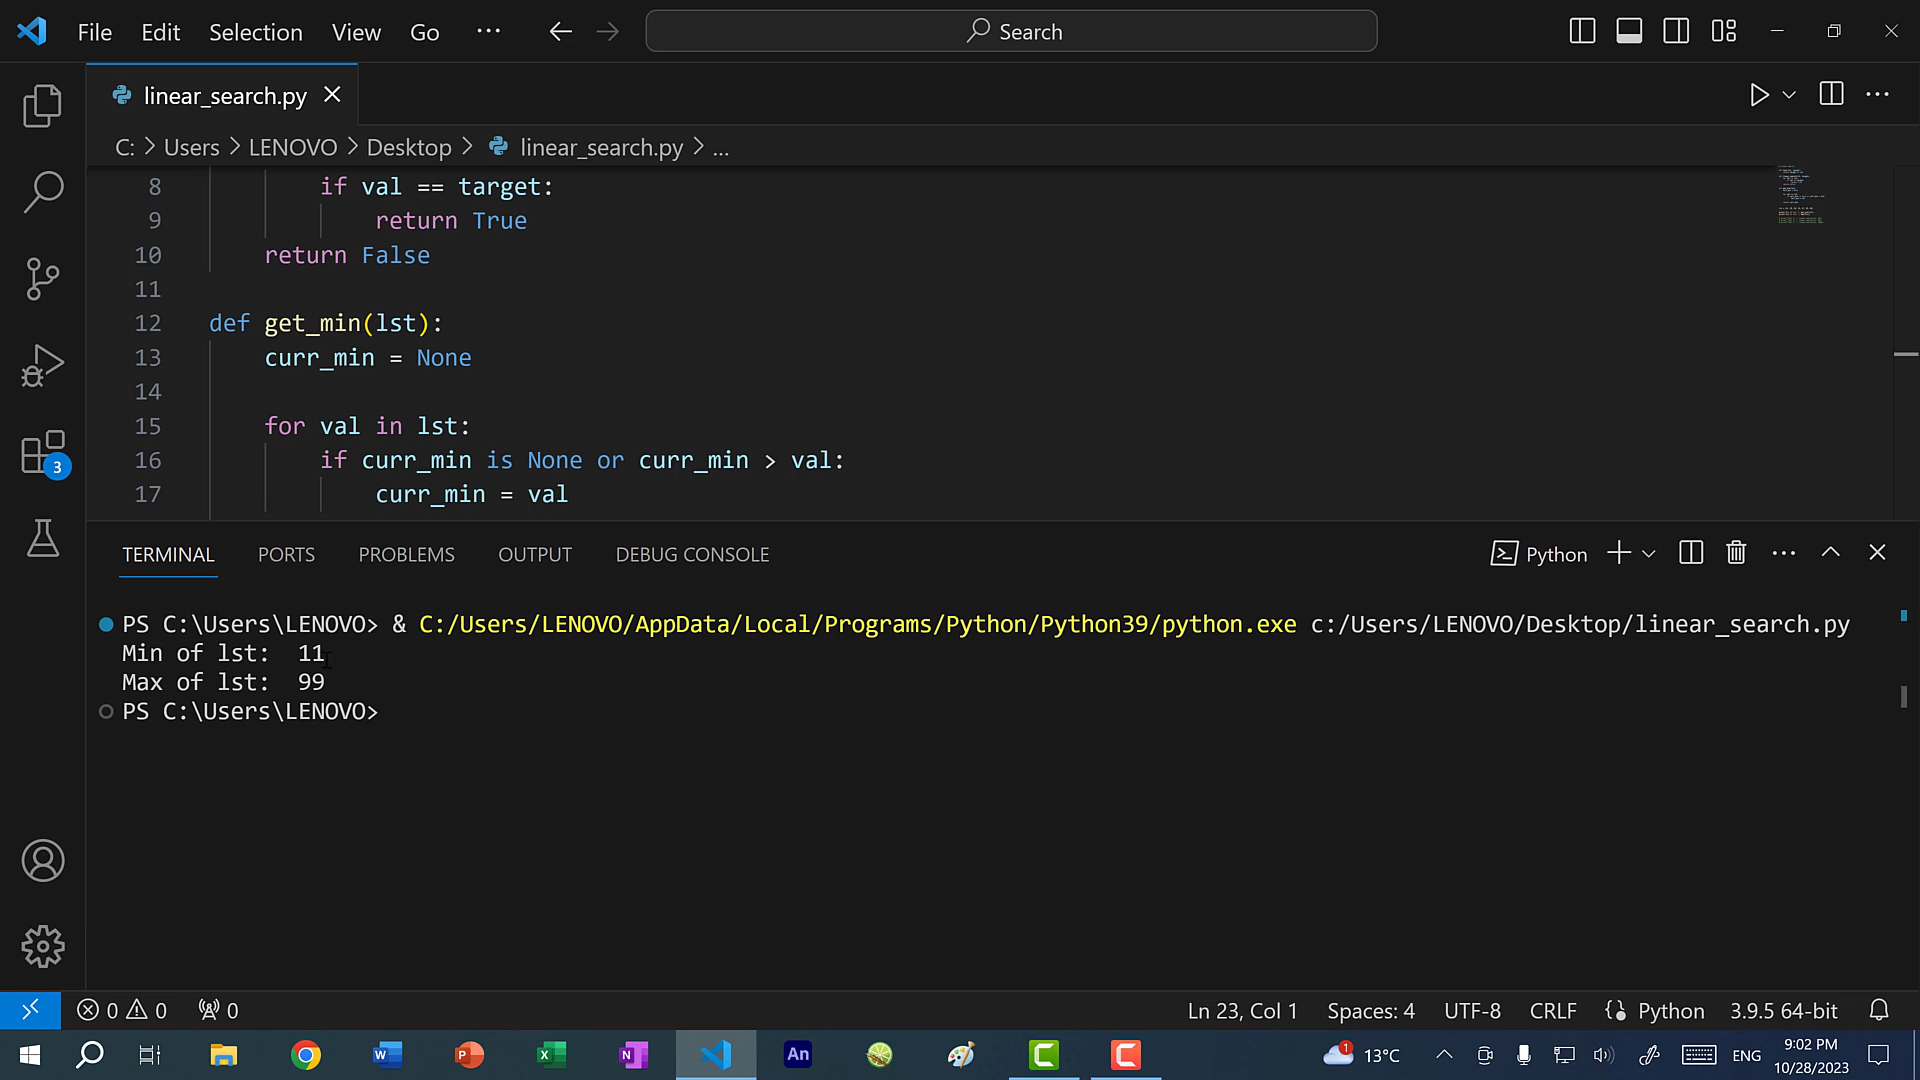 File Edit Selection View Go ... Search
linear_search.py
C: > Users > LENOVO > Desktop > linear_search.py > ...
8 if val == target:
9 return True
10 return False
11
12 def get_min(lst):
13 curr_min = None
14
15 for val in lst:
16 if curr_min is None or curr_min > val:
17 curr_min = val
TERMINAL PORTS PROBLEMS OUTPUT DEBUG CONSOLE Python
3
PS C:\Users\LENOVO> & C:/Users/LENOVO/AppData/Local/Programs/Python/Python39/python.exe c:/Users/LENOVO/Desktop/linear_search.py
Min of lst:  11
Max of lst:  99
PS C:\Users\LENOVO>
0 0 0 Ln 23, Col 1 Spaces: 4 UTF-8 CRLF Python 3.9.5 64-bit
W P X N An C C 1 13°C ENG 9:02 PM
10/28/2023